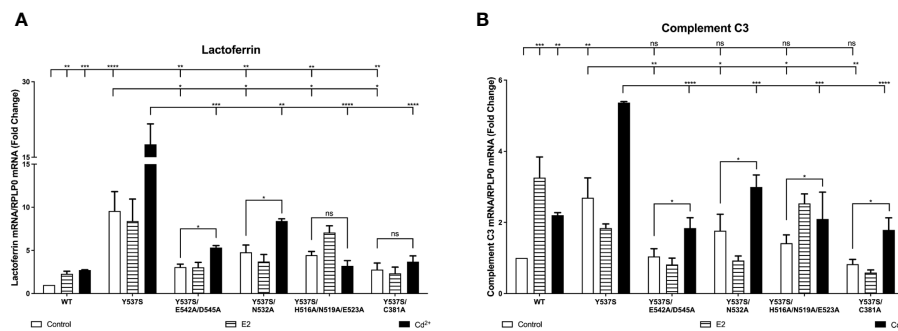 A
Lactoferrin
** *** **** ** ** ** **
* * * *
*** ** **** ****
Lactoferrin mRNA/RPLP0 mRNA (Fold Change)
30
15
15
10
5
0
* * ns ns
WT Y537S Y537S/ Y537S/ Y537S/ Y537S/
E542A/D545A N532A H516A/N519A/E523A C381A
Control E2 Cd2+
B
Complement C3
*** ** ** ns ns ns ns
** * * **
**** *** *** ****
Complement C3 mRNA/RPLP0 mRNA (Fold Change)
6
4
2
0
* * * *
WT Y537S Y537S/ Y537S/ Y537S/ Y537S/
E542A/D545A N532A H516A/N519A/E523A C381A
Control E2 Cd